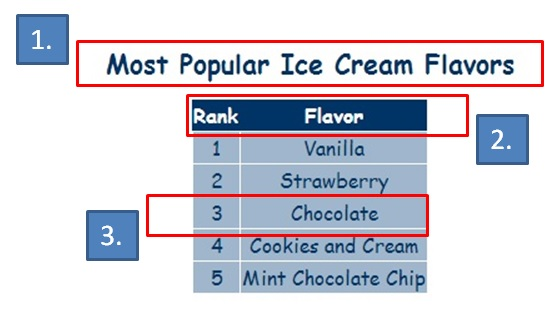 1.
Most Popular Ice Cream Flavors
Rank Flavor
2.
1 Vanilla
2 Strawberry
3 Chocolate
3.
4 Cookies and Cream
5 Mint Chocolate Chip